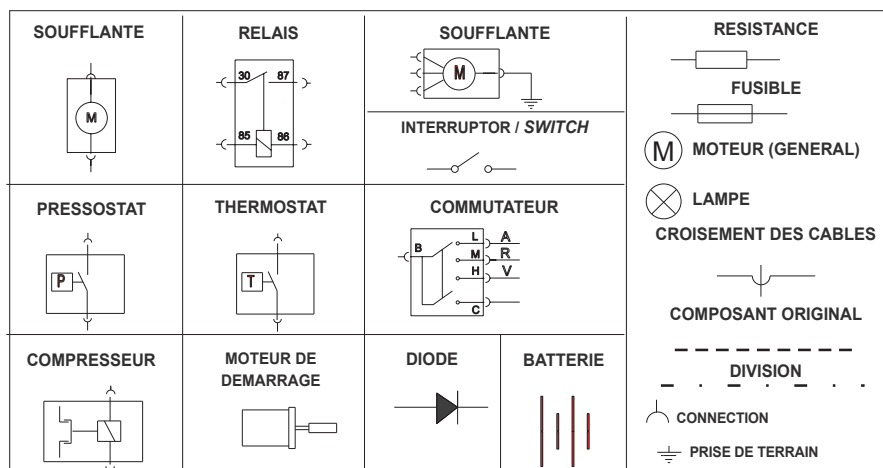 SOUFFLANTE
M
RELAIS
30 87
85 86
SOUFFLANTE
M
INTERRUPTOR / SWITCH
PRESSOSTAT
P
THERMOSTAT
T
COMMUTATEUR
B
L A
M R
H V
C
COMPRESSEUR
MOTEUR DE
DEMARRAGE
DIODE
BATTERIE
RESISTANCE
FUSIBLE
M MOTEUR (GENERAL)
LAMPE
CROISEMENT DES CABLES
COMPOSANT ORIGINAL
DIVISION
CONNECTION
PRISE DE TERRAIN